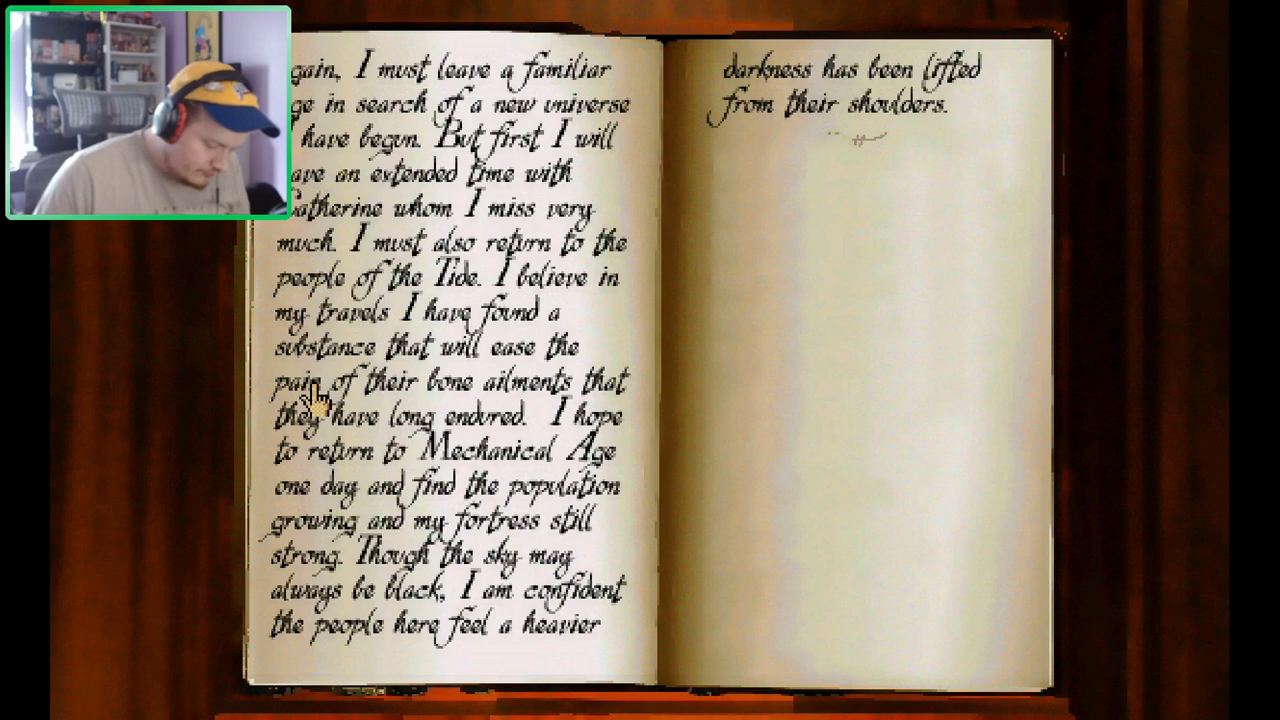 gain, I must leave a familiar
ge in search of a new universe
I have begun. But first I will
ave an extended time with
Catherine whom I miss very
much. I must also return to the
people of the Tide. I believe in
my travels I have found a
substance that will ease the
pain of their bone ailments that
they have long endured. I hope
to return to Mechanical Age
one day and find the population
growing and my fortress still
strong. Though the sky may
always be black, I am confident
the people here feel a heavier
darkness has been lifted
from their shoulders.